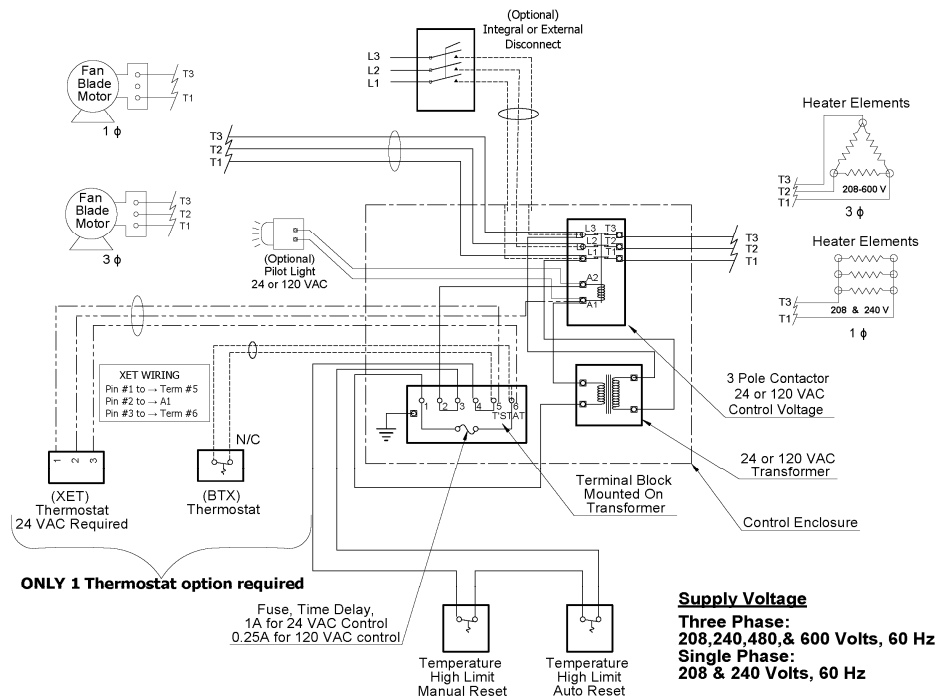 (Optional)
Integral or External
Disconnect
L3
L2
L1
Fan
Blade
Motor
T3
T1
1 ϕ
T3
T2
T1
Fan
Blade
Motor
T3
T2
T1
3 ϕ
(Optional)
Pilot Light
24 or 120 VAC
Heater Elements
T3
T2
T1
208-600 V
3 ϕ
L3 T3
L2 T2
L1 T1
A2
A1
T3
T2
T1
Heater Elements
T3
T1
208 & 240 V
1 ϕ
XET WIRING
Pin #1 to → Term #5
Pin #2 to → A1
Pin #3 to → Term #6
3 Pole Contactor
24 or 120 VAC
Control Voltage
1 2 3 4 5 6
T'STAT
N/C
1 2 3
(XET)
Thermostat
24 VAC Required
(BTX)
Thermostat
24 or 120 VAC
Transformer
Terminal Block
Mounted On
Transformer
Control Enclosure
ONLY 1 Thermostat option required
Fuse, Time Delay,
1A for 24 VAC Control
0.25A for 120 VAC control
Temperature
High Limit
Manual Reset
Temperature
High Limit
Auto Reset
Supply Voltage
Three Phase:
208,240,480,& 600 Volts, 60 Hz
Single Phase:
208 & 240 Volts, 60 Hz